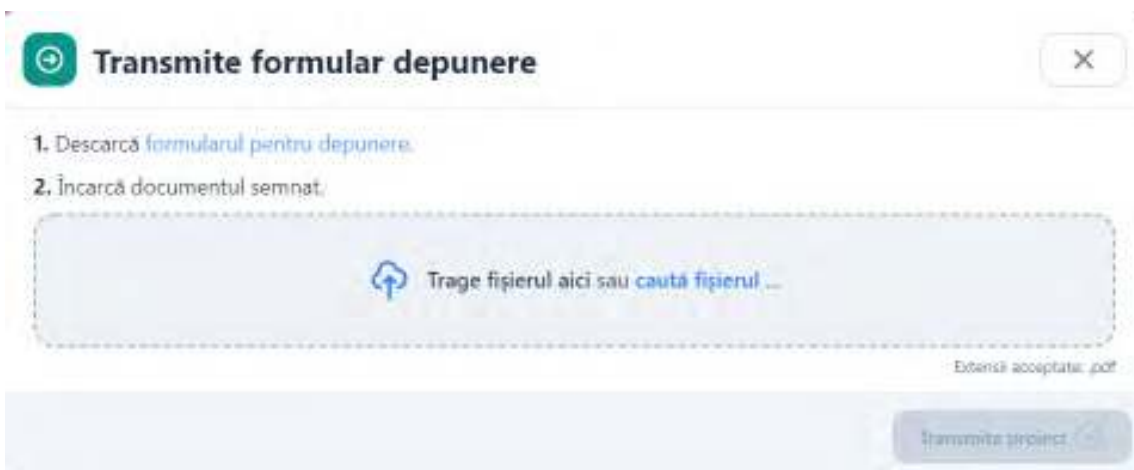 Transmite formular depunere
1. Descarcă formularul pentru depunere.
2. Încarcă documentul semnat.
Trage fișierul aici sau caută fișierul ...
Extensii acceptate: .pdf
Transmite proiect